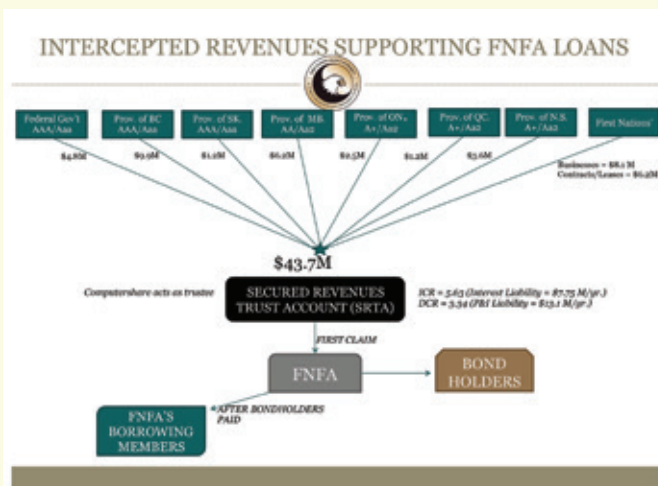 INTERCEPTED REVENUES SUPPORTING FNFA LOANS
Federal Gov't
AAA/Aaa
Prov. of BC
AAA/Aaa
Prov. of SK.
AAA/Aaa
Prov. of MB.
AA/Aa2
Prov. of ON.
A+/Aa2
Prov. of QC.
A+/Aa2
Prov. of N.S.
A+/Aa2
First Nations'
$4.8M
$9.9M
$1.2M
$6.2M
$2.5M
$1.2M
$3.6M
Businesses = $8.1 M
Contracts/Leases = $6.2M
$43.7M
Computershare acts as trustee
SECURED REVENUES
TRUST ACCOUNT (SRTA)
ICR = 5.63 (Interest Liability = $7.75 M/yr.)
DCR = 3.34 (P&I Liability = $13.1 M/yr.)
FIRST CLAIM
FNFA
BOND
HOLDERS
AFTER BONDHOLDERS
PAID
FNFA'S
BORROWING
MEMBERS